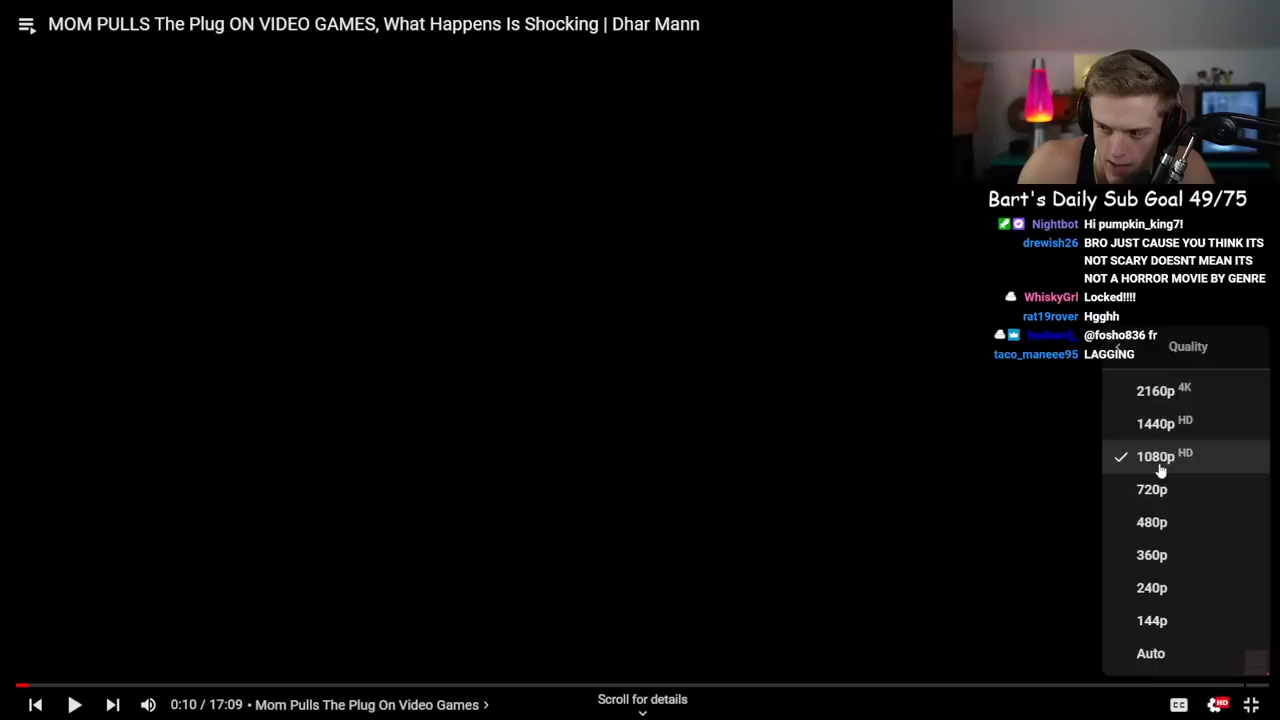 MOM PULLS The Plug ON VIDEO GAMES, What Happens Is Shocking | Dhar Mann
Bart's Daily Sub Goal 49/75
Nightbot Hi pumpkin_king7!
drewish26 BRO JUST CAUSE YOU THINK ITS
NOT SCARY DOESNT MEAN ITS
NOT A HORROR MOVIE BY GENRE
WhiskyGrl Locked!!!!
rat19rover Hgghh
@fosho836 fr
taco_maneee95 LAGGING
Quality
2160p 4K
1440p HD
1080p HD
720p
480p
360p
240p
144p
Auto
Scroll for details
0:10 / 17:09 • Mom Pulls The Plug On Video Games
CC
HD